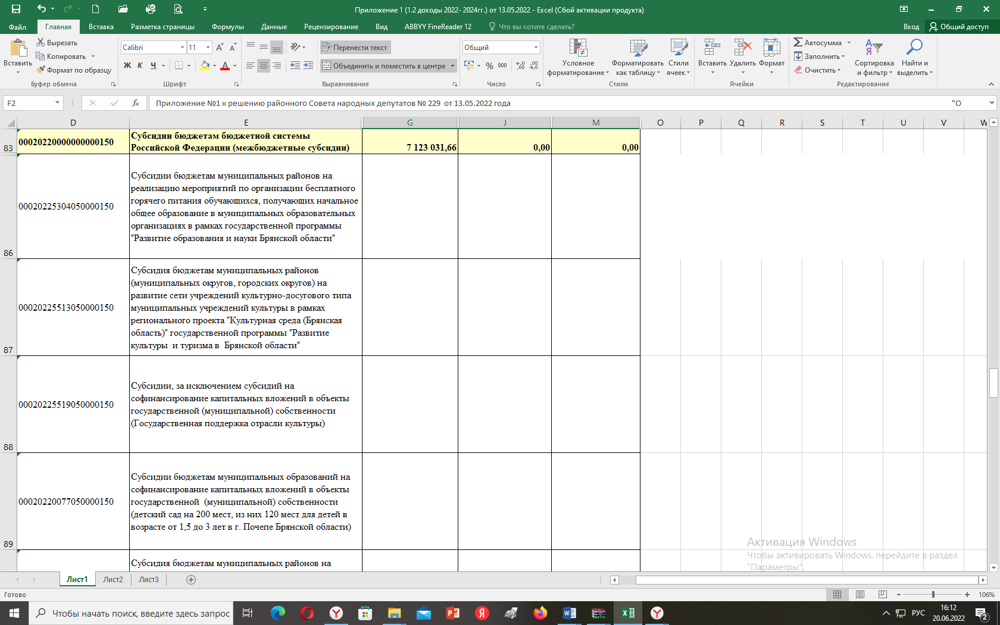 Приложение 1 (1.2 доходы 2022- 2024гг.) от 13.05.2022 - Excel (Сбой активации продукта)
Файл Главная Вставка Разметка страницы Формулы Данные Рецензирование Вид ABBYY FineReader 12 Что вы хотите сделать? Вход Общий доступ
Вставить
Вырезать
Копировать
Формат по образцу
Буфер обмена
Calibri 11
Ж К Ч
Шрифт
Перенести текст
Объединить и поместить в центре
Выравнивание
Общий
% 000
Число
Условное форматирование
Форматировать как таблицу
Стили ячеек
Стили
Вставить Удалить Формат
Ячейки
Автосумма
Заполнить
Очистить
Сортировка и фильтр
Найти и выделить
Редактирование
F2 fx Приложение №1 к решению районного Совета народных депутатов № 229 от 13.05.2022 года "О
D E G J M O P Q R S T U V W
83 00020220000000000150 Субсидии бюджетам бюджетной системы
Российской Федерации (межбюджетные субсидии) 7 123 031,66 0,00 0,00
Субсидии бюджетам муниципальных районов на
реализацию мероприятий по организации бесплатного
горячего питания обучающихся, получающих начальное
00020225304050000150 общее образование в муниципальных образовательных
организациях в рамках государственной программы
"Развитие образования и науки Брянской области"
86
Субсидия бюджетам муниципальных районов
(муниципальных округов, городских округов) на
развитие сети учреждений культурно-досугового типа
00020225513050000150 муниципальных учреждений культуры в рамках
регионального проекта "Культурная среда (Брянская
область)" государственной программы "Развитие
культуры и туризма в Брянской области"
87
Субсидии, за исключением субсидий на
софинансирование капитальных вложений в объекты
00020225519050000150 государственной (муниципальной) собственности
(Государственная поддержка отрасли культуры)
88
Субсидии бюджетам муниципальных образований на
софинансирование капитальных вложений в объекты
00020220077050000150 государственной (муниципальной) собственности
(детский сад на 200 мест, из них 120 мест для детей в
возрасте от 1,5 до 3 лет в г. Почепе Брянской области)
89
Субсидия бюджетам муниципальных районов на
Активация Windows
Чтобы активировать Windows, перейдите в раздел
"Параметры".
Лист1 Лист2 Лист3
Готово 106%
Чтобы начать поиск, введите здесь запрос
РУС
16:12
20.06.2022
2